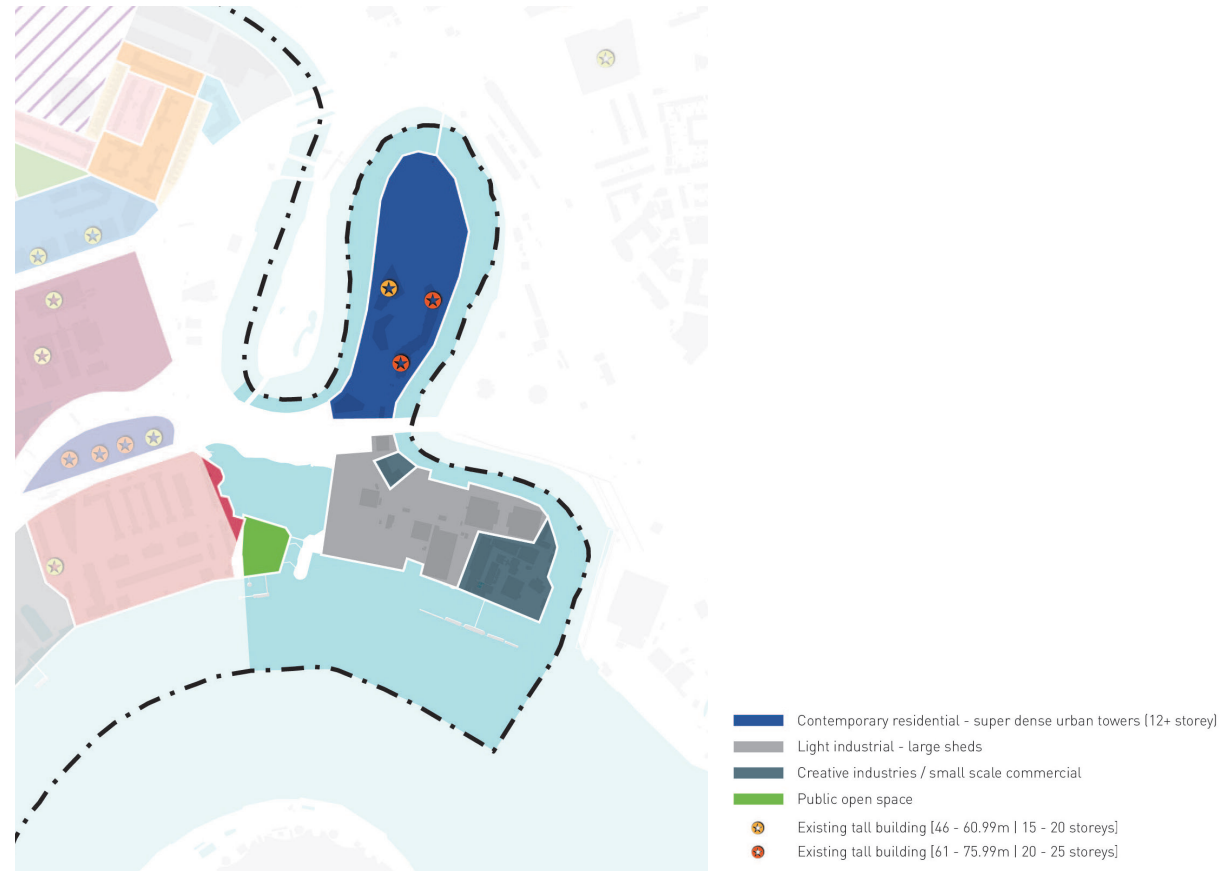 Contemporary residential - super dense urban towers (12+ storey)
Light industrial - large sheds
Creative industries / small scale commercial
Public open space
Existing tall building [46 - 60.99m | 15 - 20 storeys]
Existing tall building [61 - 75.99m | 20 - 25 storeys]